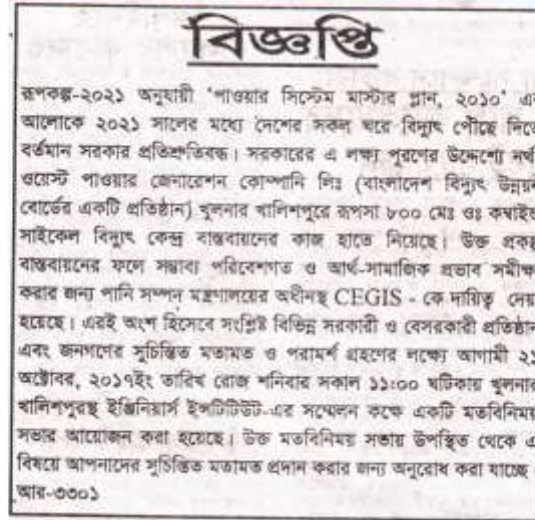 বিজ্ঞপ্তি
রূপকল্প-২০২১ অনুযায়ী 'পাওয়ার সিস্টেম মাস্টার প্লান, ২০১০' এর
আলোকে ২০২১ সালের মধ্যে দেশের সকল ঘরে বিদ্যুৎ পৌঁছে দিতে
বর্তমান সরকার প্রতিশ্রুতিবদ্ধ। সরকারের এ লক্ষ্য পুরণের উদ্দেশ্যে নর্থ
ওয়েস্ট পাওয়ার জেনারেশন কোম্পানি লিঃ (বাংলাদেশ বিদ্যুৎ উন্নয়ন
বোর্ডের একটি প্রতিষ্ঠান) খুলনার খালিশপুরে রূপসা ৮০০ মেঃ ওঃ কম্বাইন্ড
সাইকেল বিদ্যুৎ কেন্দ্র বাস্তবায়নের কাজ হাতে নিয়েছে। উক্ত প্রকল্প
বাস্তবায়নের ফলে সম্ভাব্য পরিবেশগত ও আর্থ-সামাজিক প্রভাব সমীক্ষা
করার জন্য পানি সম্পদ মন্ত্রণালয়ের অধীনস্থ CEGIS - কে দায়িত্ব দেয়া
হয়েছে। এরই অংশ হিসেবে সংশ্লিষ্ট বিভিন্ন সরকারী ও বেসরকারী প্রতিষ্ঠান
এবং জনগণের সুচিন্তিত মতামত ও পরামর্শ গ্রহণের লক্ষ্যে আগামী ২১
অক্টোবর, ২০১৭ইং তারিখ রোজ শনিবার সকাল ১১:০০ ঘটিকায় খুলনার
খালিশপুরস্থ ইঞ্জিনিয়ার্স ইন্সটিটিউট-এর সম্মেলন কক্ষে একটি মতবিনিময়
সভার আয়োজন করা হয়েছে। উক্ত মতবিনিময় সভায় উপস্থিত থেকে এ
বিষয়ে আপনাদের সুচিন্তিত মতামত প্রদান করার জন্য অনুরোধ করা যাচ্ছে।
আর-৩৩০১